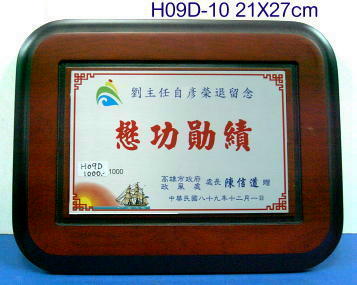 H09D-10 21X27cm
劉主任自彥榮退留念
懋功勛績
H09D
1000.-
1000
高雄市政府
政風處
處長 陳信道 贈
中華民國八十九年十二月一日